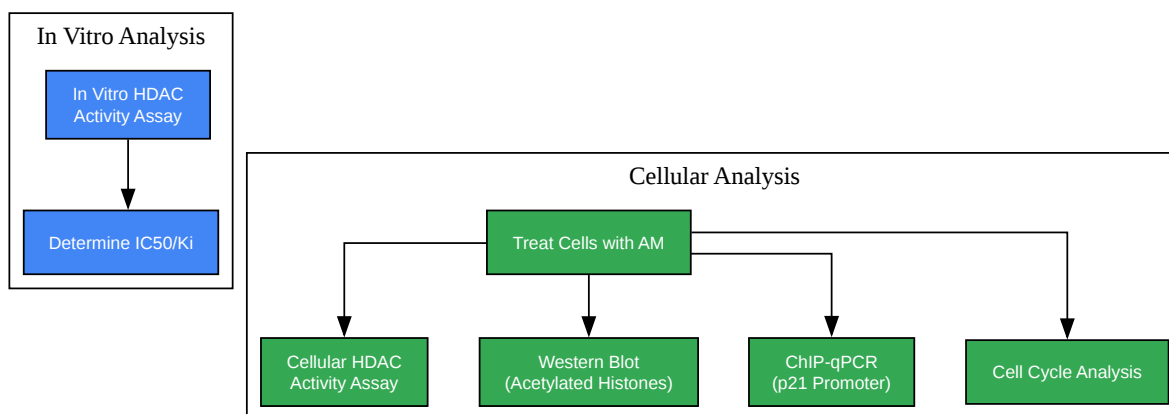 In Vitro Analysis
In Vitro HDAC
Activity Assay
Determine IC50/Ki
Cellular Analysis
Treat Cells with AM
Cellular HDAC
Activity Assay
Western Blot
(Acetylated Histones)
ChIP-qPCR
(p21 Promoter)
Cell Cycle Analysis